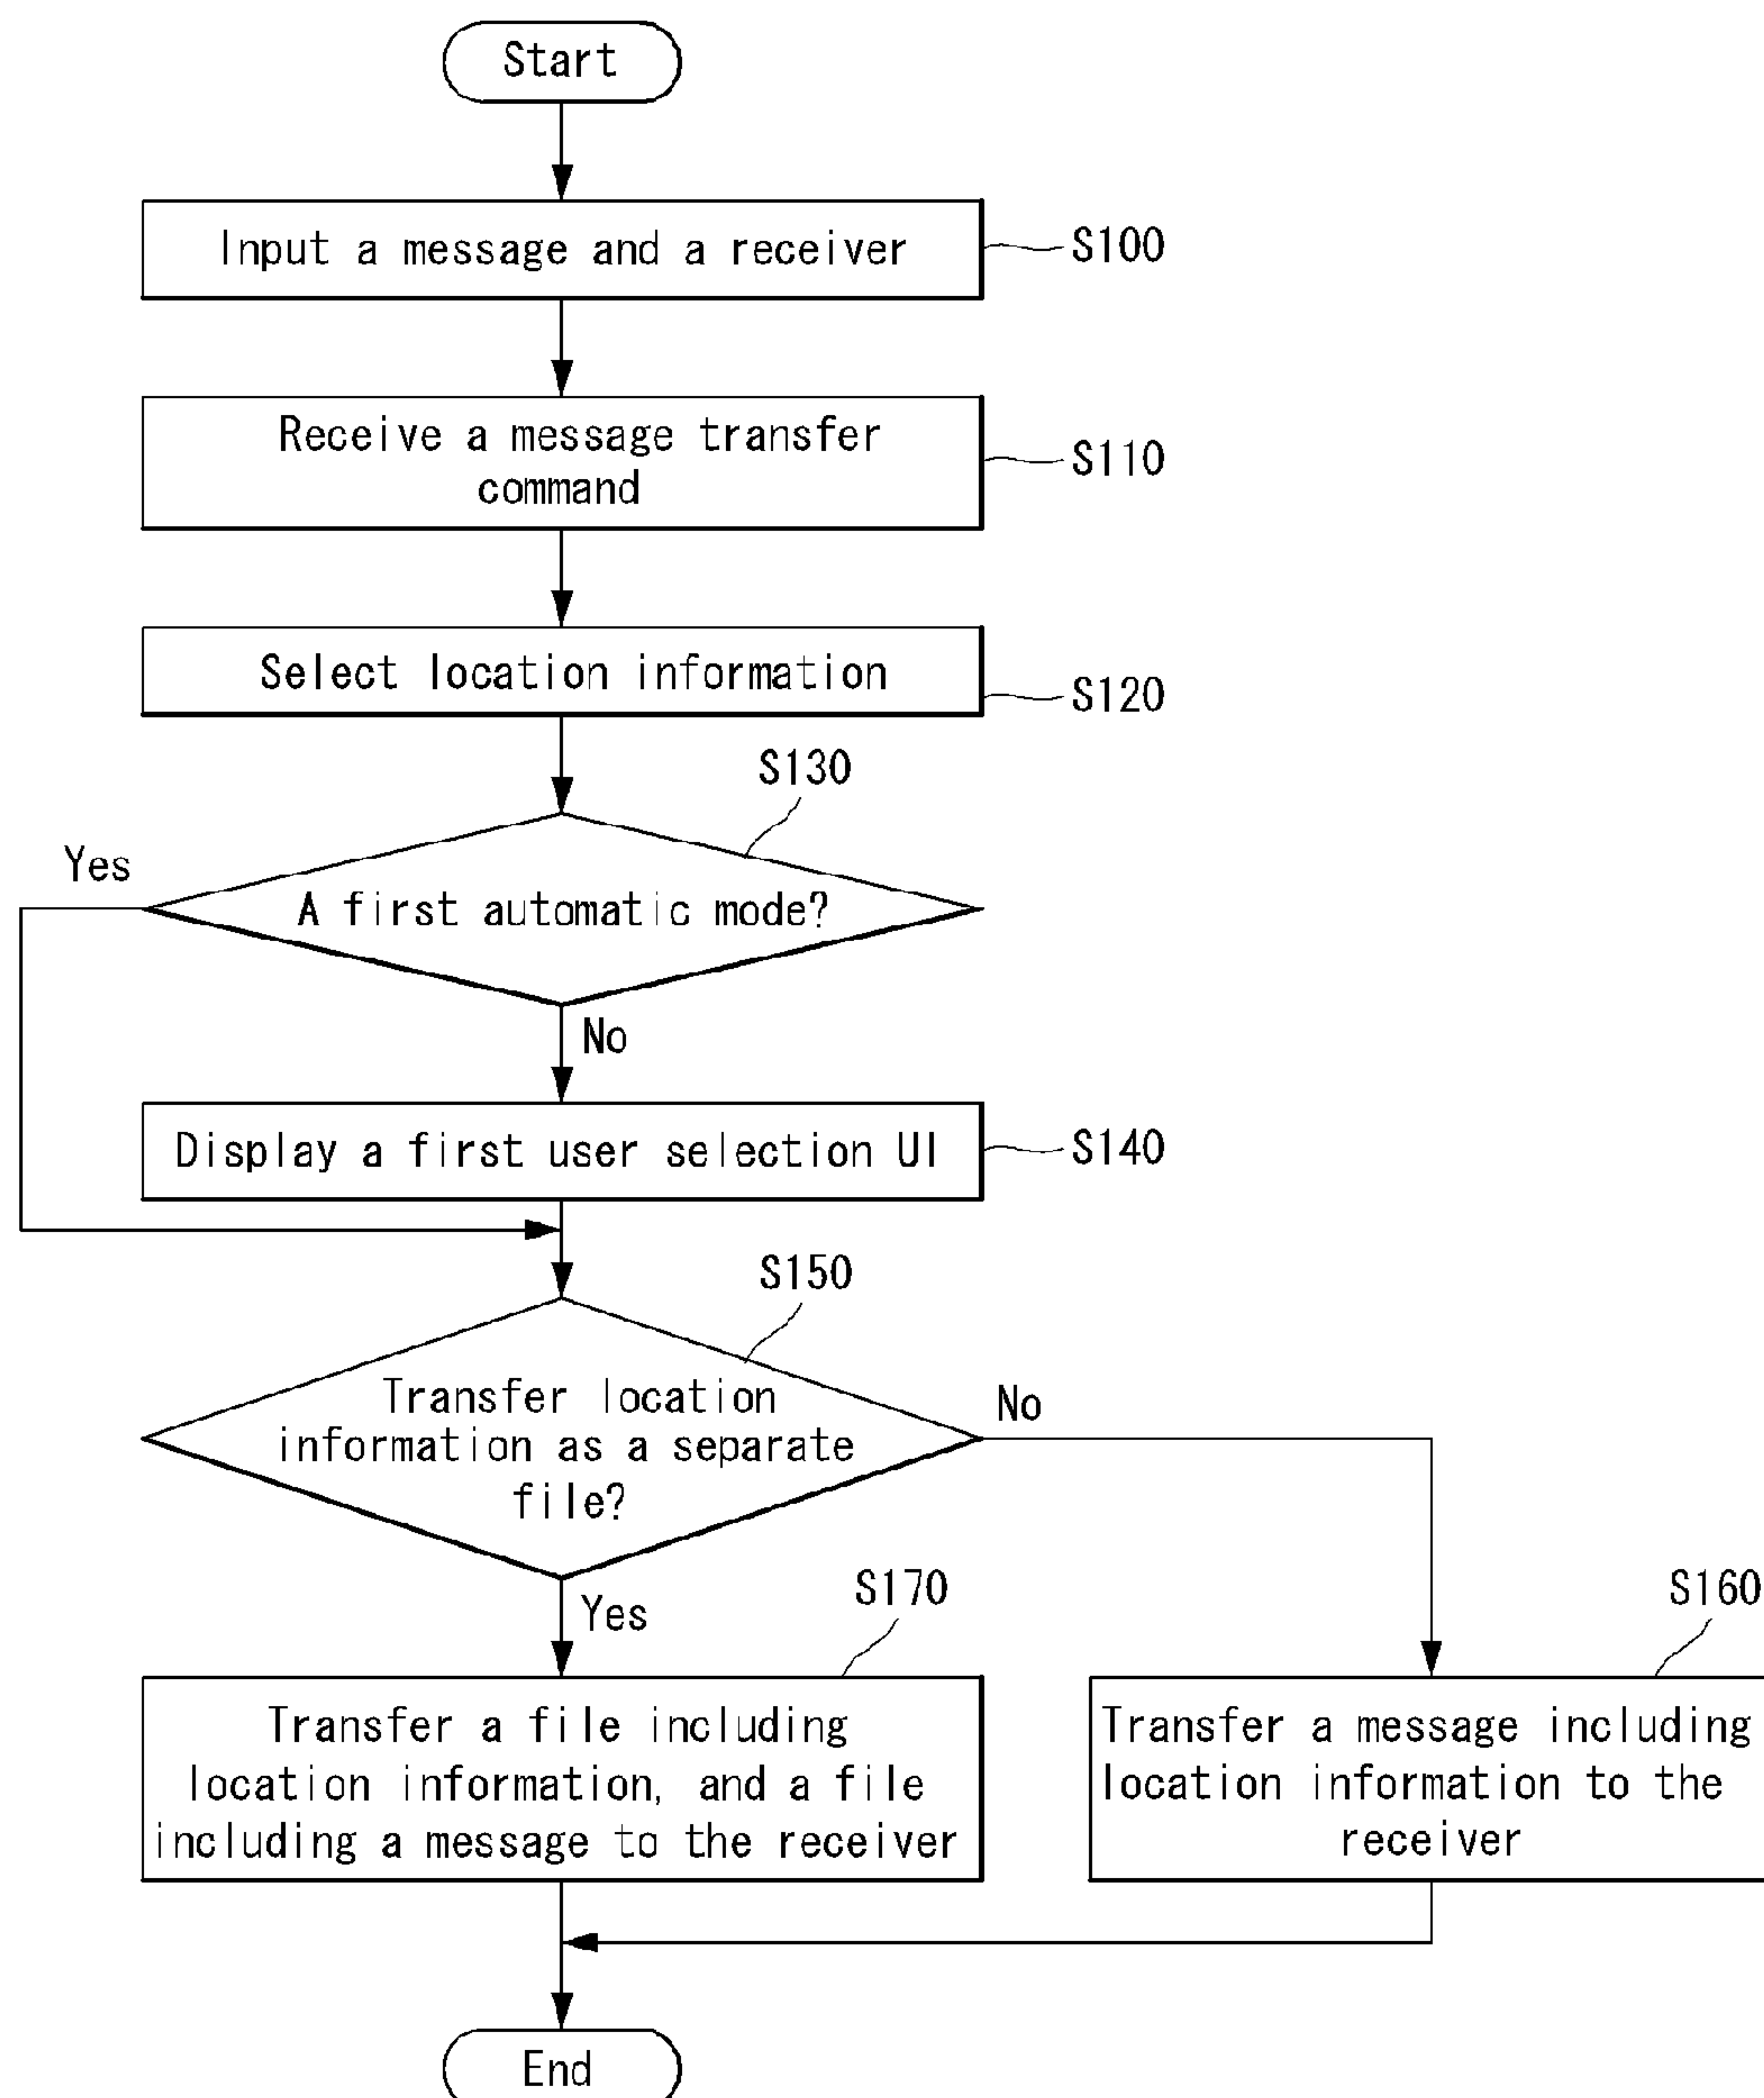 Start
Input a message and a receiver
S100
Receive a message transfer
command
S110
Select location information
S120
S130
Yes
A first automatic mode?
No
Display a first user selection UI
S140
S150
Transfer location
information as a separate
file?
No
Yes
S170
S160
Transfer a file including
location information, and a file
including a message to the receiver
Transfer a message including
location information to the
receiver
End